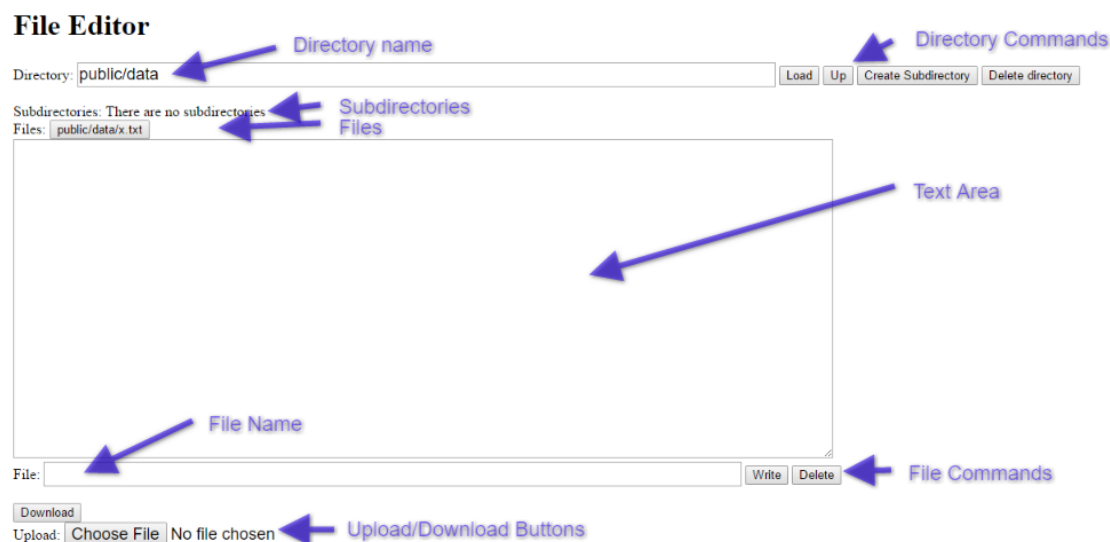 File Editor
Directory name
Directory Commands
Directory: public/data Load Up Create Subdirectory Delete directory
Subdirectories: There are no subdirectories Subdirectories
Files: public/data/x.txt Files
Text Area
File Name
File: Write Delete File Commands
Download
Upload: Choose File No file chosen Upload/Download Buttons